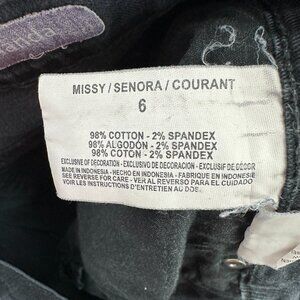 anda
MISSY / SENORA / COURANT
6
98% COTTON - 2% SPANDEX
98% ALGODÓN - 2% SPANDEX
98% COTON - 2% SPANDEX
EXCLUSIVE OF DECORATION - EXCLUSIVO DE DECORACION - EXCLUSIF DE DECOR
MADE IN INDONESIA - HECHO EN INDONESIA - FABRIQUE EN INDONESIE
SEE REVERSE FOR CARE - VER AL REVERSO PARA EL CUIDADO
VOIR LES INSTRUCTIONS D'ENTRETIEN AU DOS.